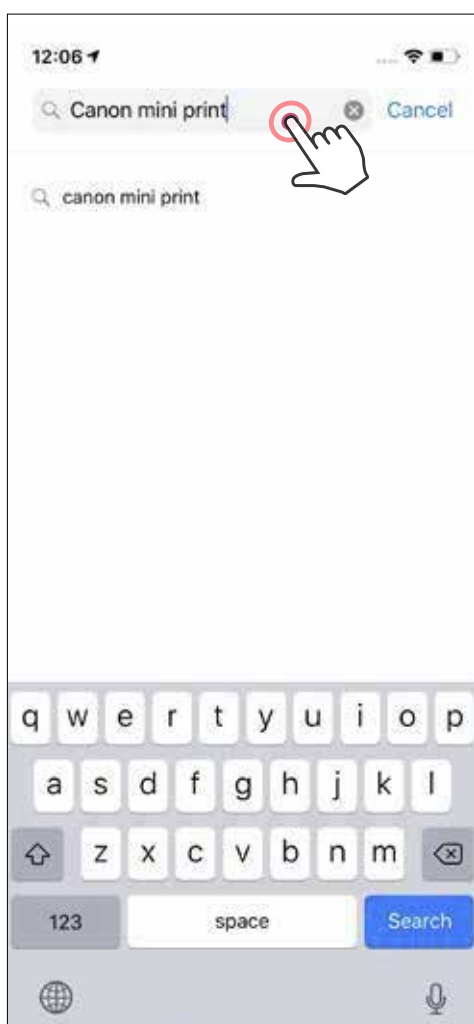 12:06
Canon mini print Cancel
canon mini print
q w e r t y u i o p
a s d f g h j k l
z x c v b n m
123 space Search